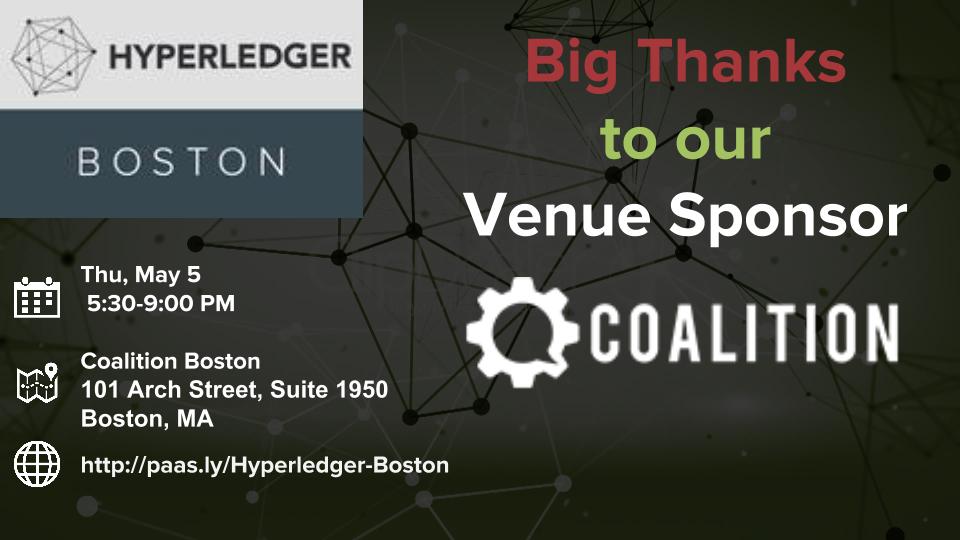 HYPERLEDGER
BOSTON
Big Thanks
to our
Venue Sponsor
COALITION
Thu, May 5
5:30-9:00 PM
Coalition Boston
101 Arch Street, Suite 1950
Boston, MA
http://paas.ly/Hyperledger-Boston